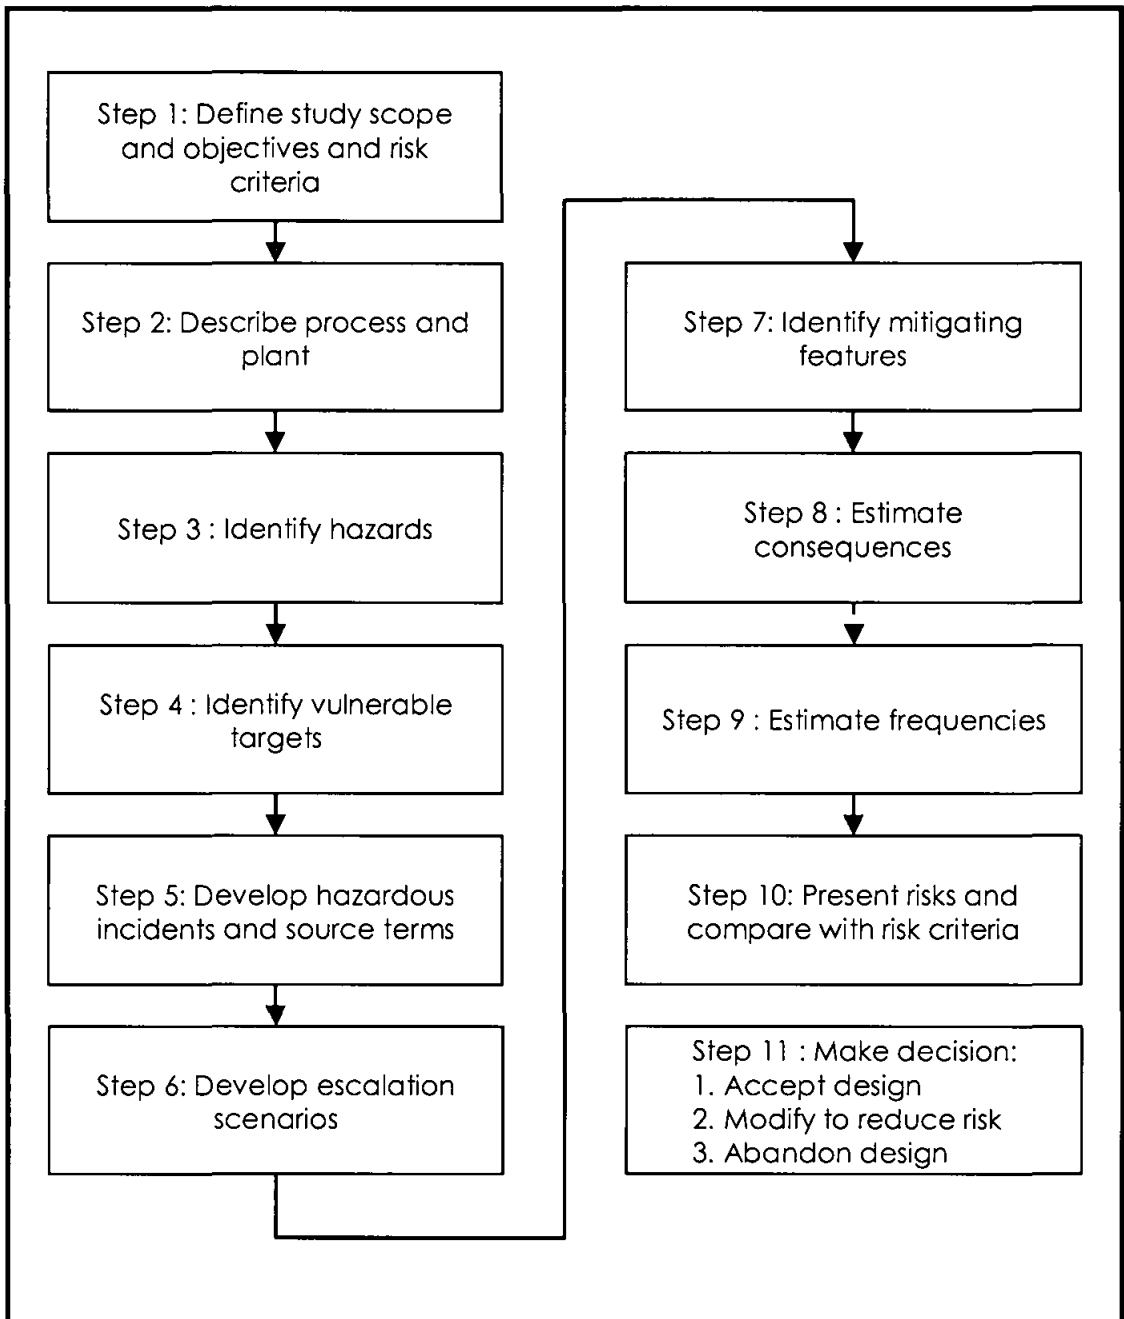 Step 1: Define study scope
and objectives and risk
criteria
Step 2: Describe process and
plant
Step 3 : Identify hazards
Step 4 : Identify vulnerable
targets
Step 5: Develop hazardous
incidents and source terms
Step 6: Develop escalation
scenarios
Step 7: Identify mitigating
features
Step 8 : Estimate
consequences
Step 9 : Estimate frequencies
Step 10: Present risks and
compare with risk criteria
Step 11 : Make decision:
1. Accept design
2. Modify to reduce risk
3. Abandon design